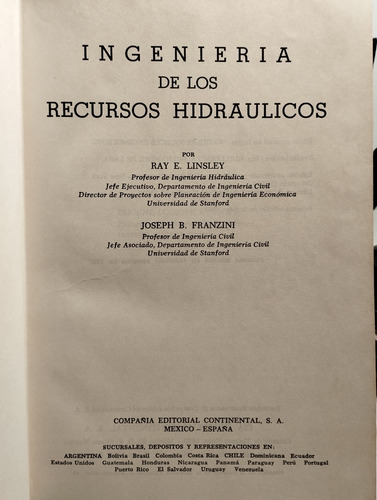 INGENIERIA
DE LOS
RECURSOS HIDRAULICOS
POR
RAY E. LINSLEY
Profesor de Ingeniería Hidráulica
Jefe Ejecutivo, Departamento de Ingeniería Civil
Director de Proyectos sobre Planeación de Ingeniería Económica
Universidad de Stanford
JOSEPH B. FRANZINI
Profesor de Ingeniería Civil
Jefe Asociado, Departamento de Ingeniería Civil
Universidad de Stanford
COMPAÑIA EDITORIAL CONTINENTAL, S. A.
MEXICO - ESPAÑA
SUCURSALES, DEPOSITOS Y REPRESENTACIONES EN:
ARGENTINA Bolivia Brasil Colombia Costa Rica CHILE Dominicana Ecuador
Estados Unidos Guatemala Honduras Nicaragua Panamá Paraguay Perú Portugal
Puerto Rico El Salvador Uruguay Venezuela